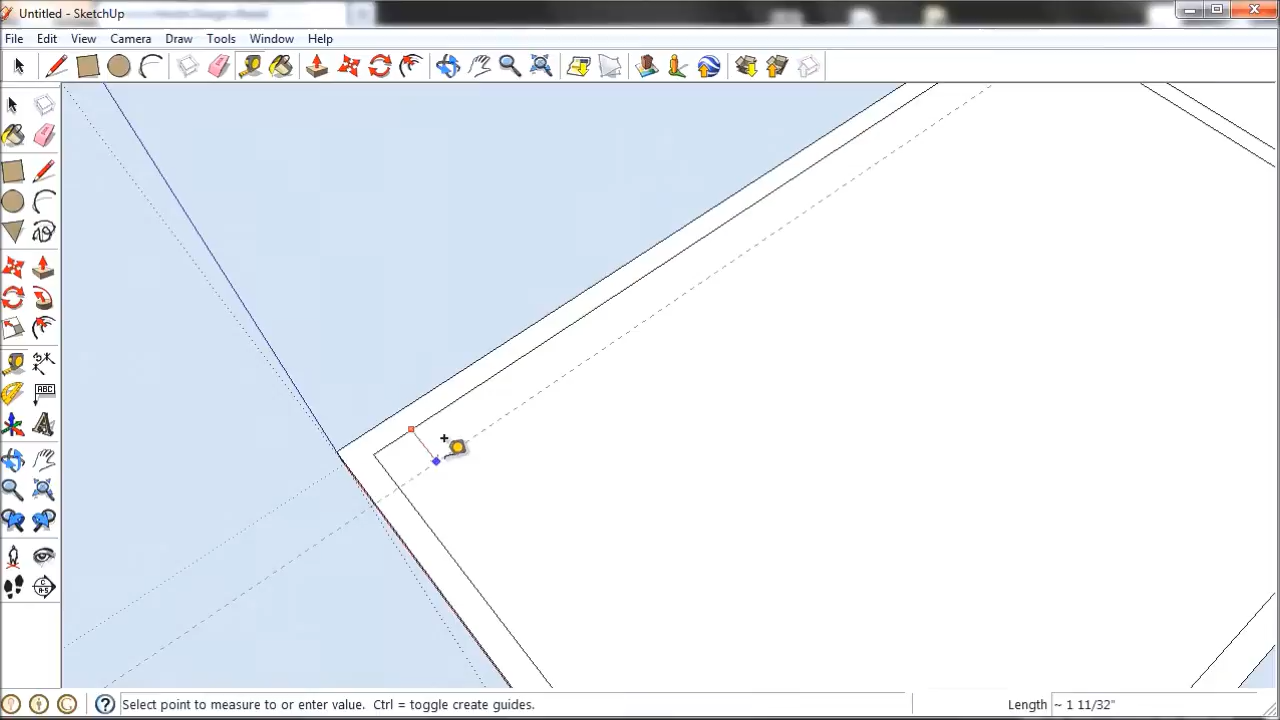 Untitled - SketchUp
File Edit View Camera Draw Tools Window Help
ABC
Select point to measure to or enter value. Ctrl = toggle create guides.
Length ~ 1 11/32"